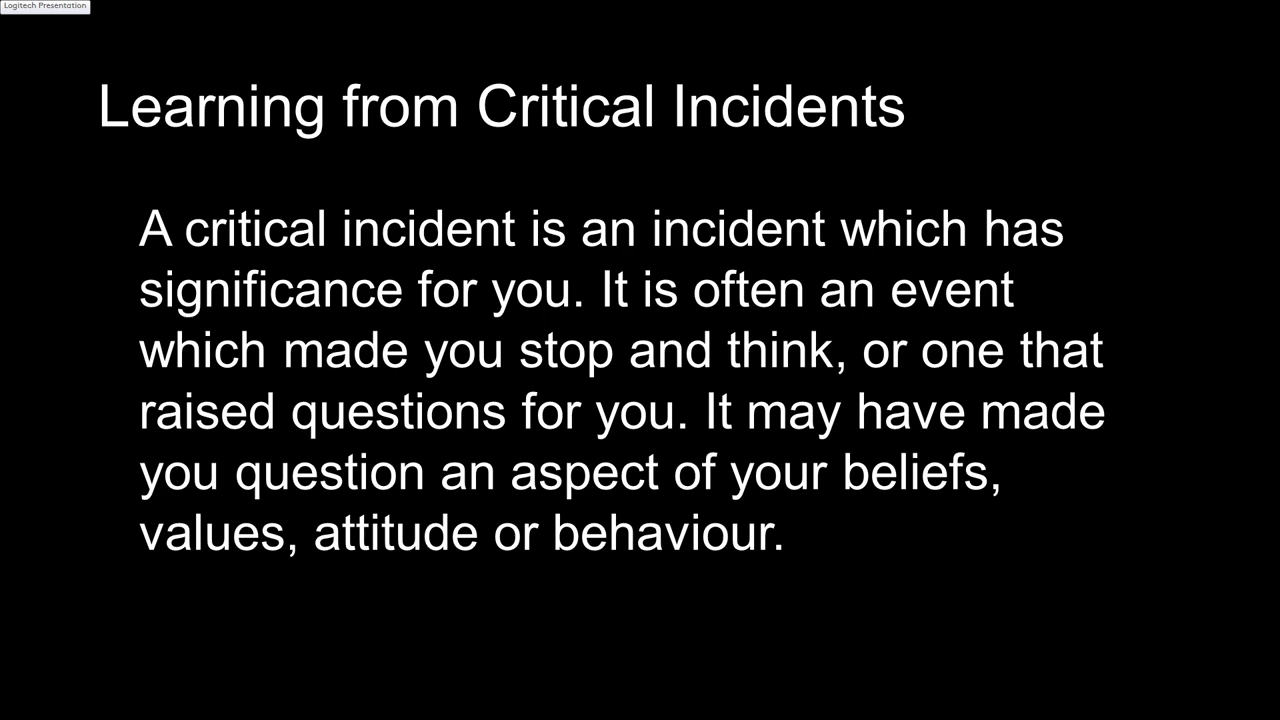 Logitech Presentation
Learning from Critical Incidents
A critical incident is an incident which has
significance for you. It is often an event
which made you stop and think, or one that
raised questions for you. It may have made
you question an aspect of your beliefs,
values, attitude or behaviour.